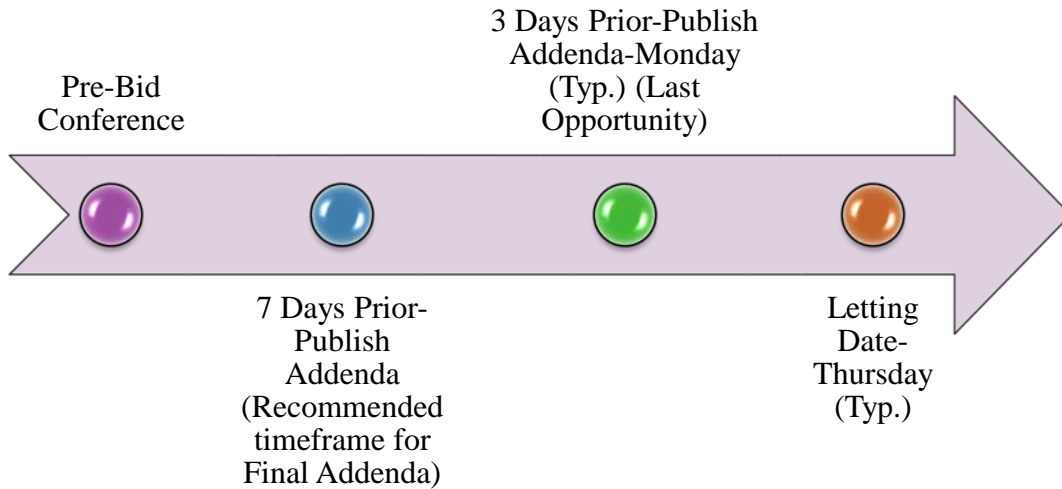 Pre-Bid
Conference
7 Days Prior-
Publish
Addenda
(Recommended
timeframe for
Final Addenda)
3 Days Prior-Publish
Addenda-Monday
(Typ.) (Last
Opportunity)
Letting
Date-
Thursday
(Typ.)